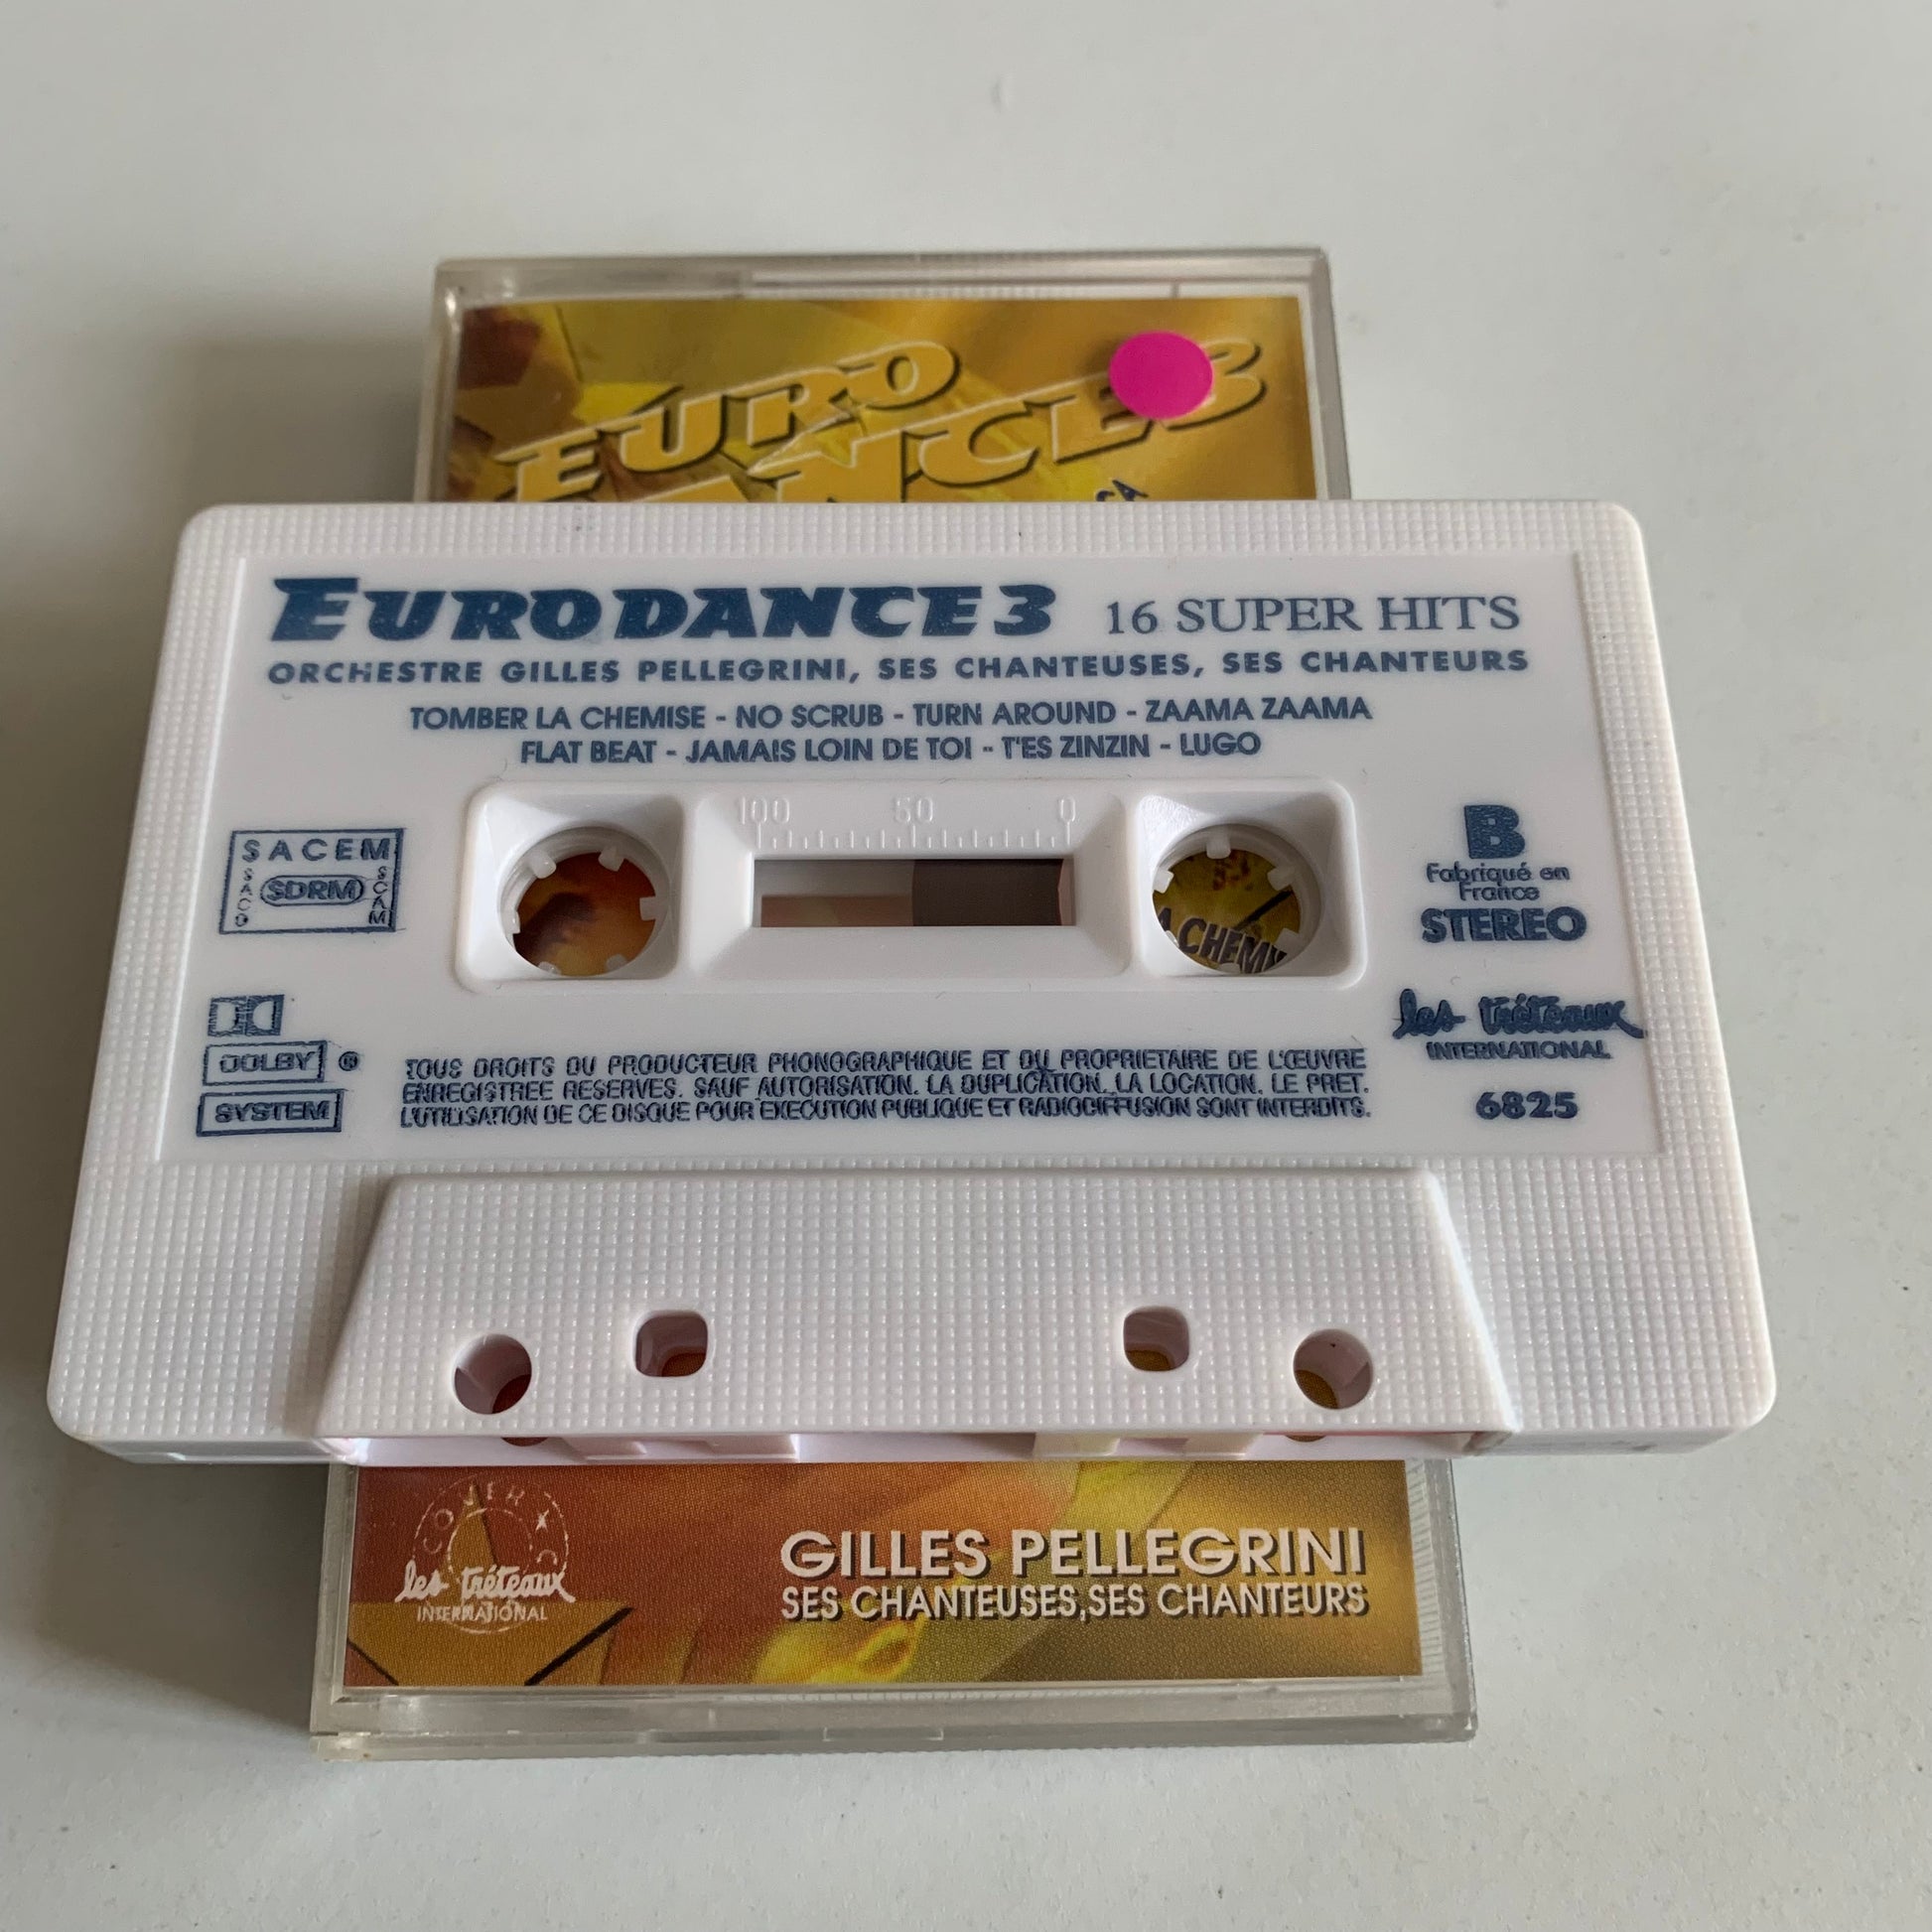 EURO
DANCE 3
CA
EURODANCE 3 16 SUPER HITS
ORCHESTRE GILLES PELLEGRINI, SES CHANTEUSES, SES CHANTEURS
TOMBER LA CHEMISE - NO SCRUB - TURN AROUND - ZAAMA ZAAMA
FLAT BEAT - JAMAIS LOIN DE TOI - T'ES ZINZIN - LUGO
100 50 0
SACEM
SACD
SDRM
SCAM
B
Fabriqué en
France
STEREO
A CHEMI
les tréteaux
INTERNATIONAL
6825
DOLBY ®
SYSTEM
TOUS DROITS DU PRODUCTEUR PHONOGRAPHIQUE ET DU PROPRIETAIRE DE L'ŒUVRE
ENREGISTREE RESERVES. SAUF AUTORISATION. LA DUPLICATION. LA LOCATION. LE PRET.
L'UTILISATION DE CE DISQUE POUR EXECUTION PUBLIQUE ET RADIODIFFUSION SONT INTERDITS.
COVER X
les tréteaux
INTERNATIONAL
GILLES PELLEGRINI
SES CHANTEUSES,SES CHANTEURS